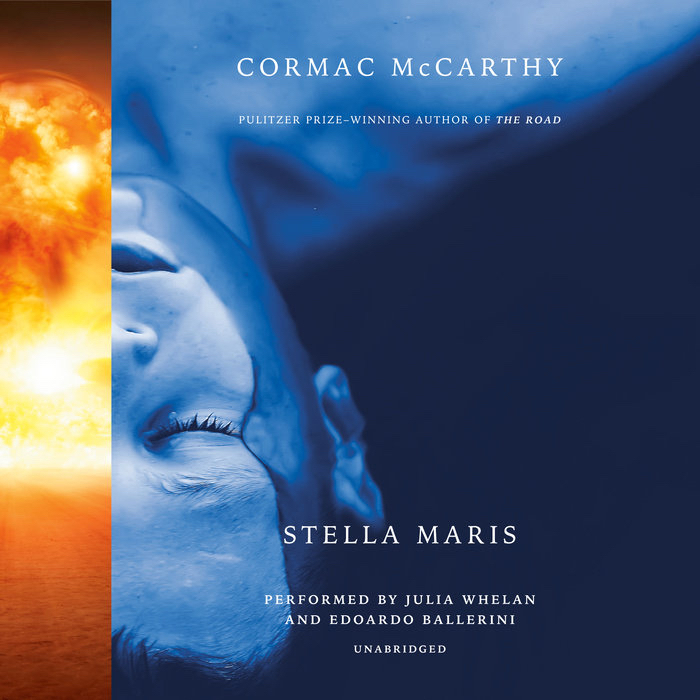 CORMAC McCARTHY
PULITZER PRIZE–WINNING AUTHOR OF THE ROAD
STELLA MARIS
PERFORMED BY JULIA WHELAN
AND EDOARDO BALLERINI
UNABRIDGED